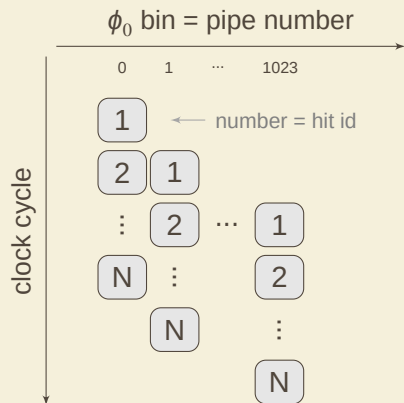 ϕ₀ bin = pipe number
0 1 ... 1023
1 number = hit id
2 1
⋮ 2 ... 1
N ⋮ 2
N ⋮
N
clock cycle